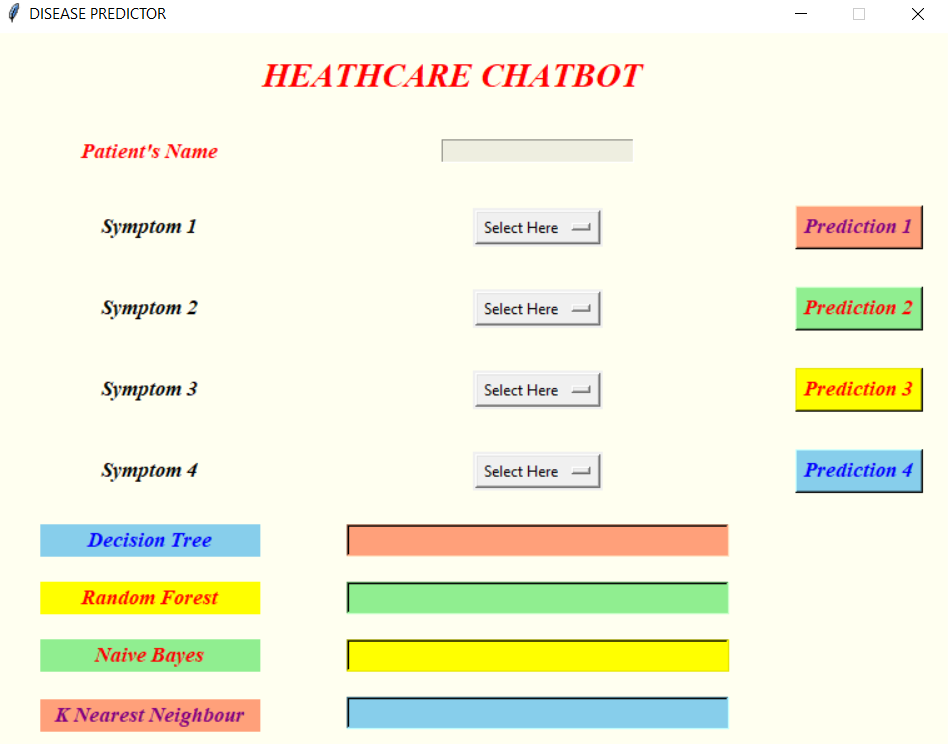 DISEASE PREDICTOR
HEATHCARE CHATBOT
Patient's Name
Symptom 1 Select Here Prediction 1
Symptom 2 Select Here Prediction 2
Symptom 3 Select Here Prediction 3
Symptom 4 Select Here Prediction 4
Decision Tree
Random Forest
Naive Bayes
K Nearest Neighbour